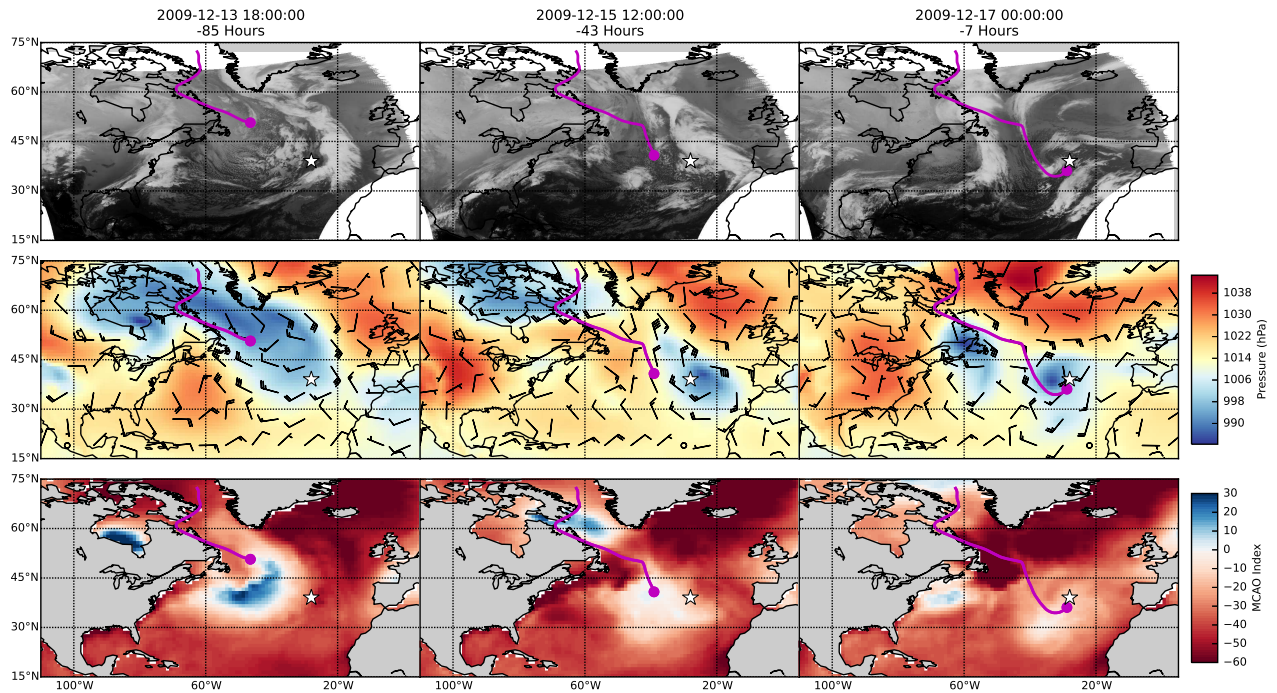 2009-12-13 18:00:00
-85 Hours
2009-12-15 12:00:00
-43 Hours
2009-12-17 00:00:00
-7 Hours
75°N
60°N
45°N
30°N
15°N
75°N
60°N
45°N
30°N
15°N
1038
1030
1022
1014
1006
998
990
Pressure (hPa)
75°N
60°N
45°N
30°N
15°N
100°W 60°W 20°W 100°W 60°W 20°W 100°W 60°W 20°W
30
20
10
0
−10
−20
−30
−40
−50
−60
MCAO Index